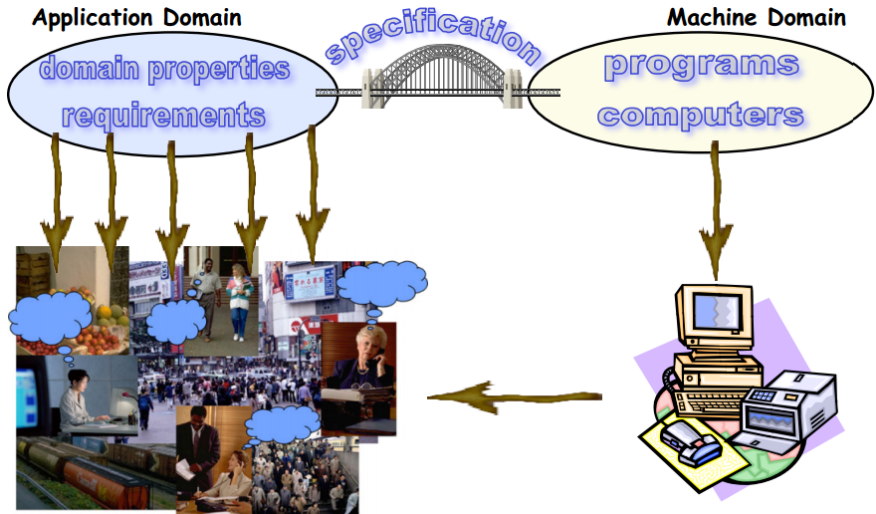 Application Domain
specification
Machine Domain
domain properties
requirements
programs
computers